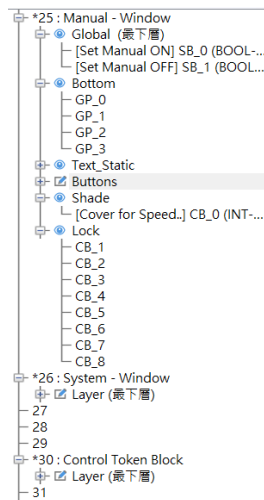 *25 : Manual - Window
Global (最下層)
[Set Manual ON] SB_0 (BOOL-...
[Set Manual OFF] SB_1 (BOOL...
Bottom
GP_0
GP_1
GP_2
GP_3
Text_Static
Buttons
Shade
[Cover for Speed..] CB_0 (INT-...
Lock
CB_1
CB_2
CB_3
CB_4
CB_5
CB_6
CB_7
CB_8
*26 : System - Window
Layer (最下層)
27
28
29
*30 : Control Token Block
Layer (最下層)
31